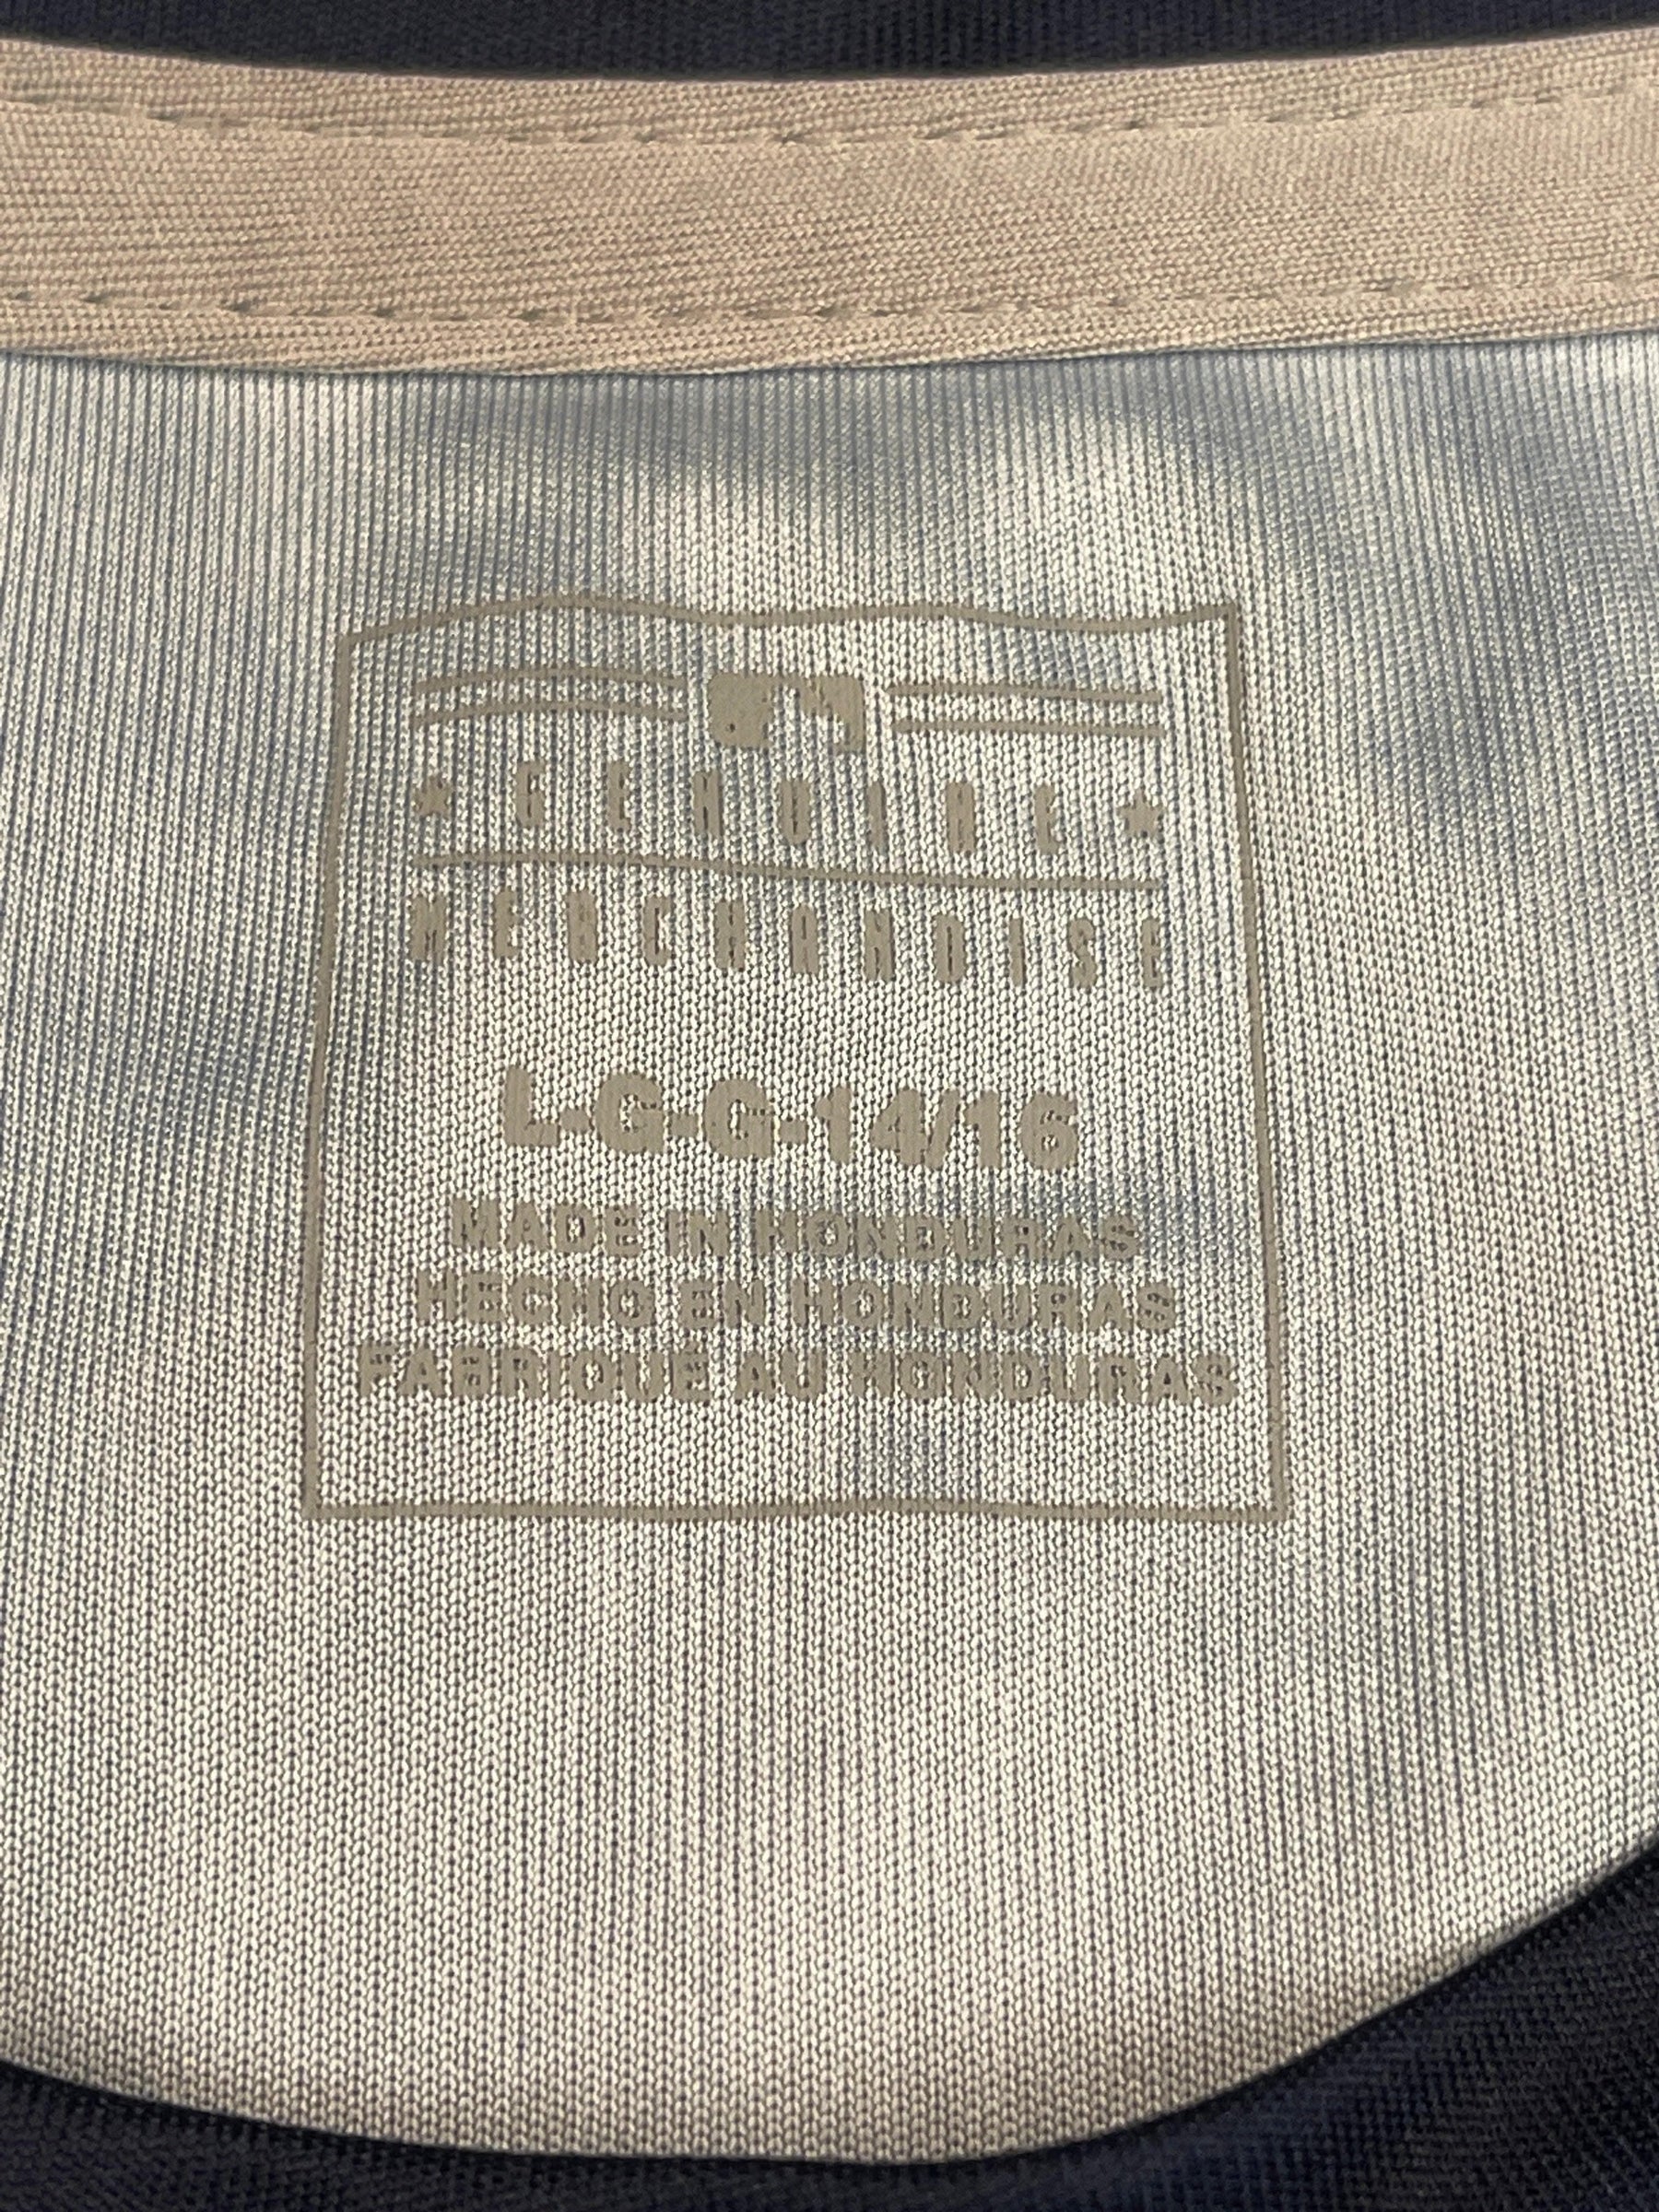 GENUINE
MERCHANDISE
L-G-G-14/16
MADE IN HONDURAS
HECHO EN HONDURAS
FABRIQUÉ AU HONDURAS